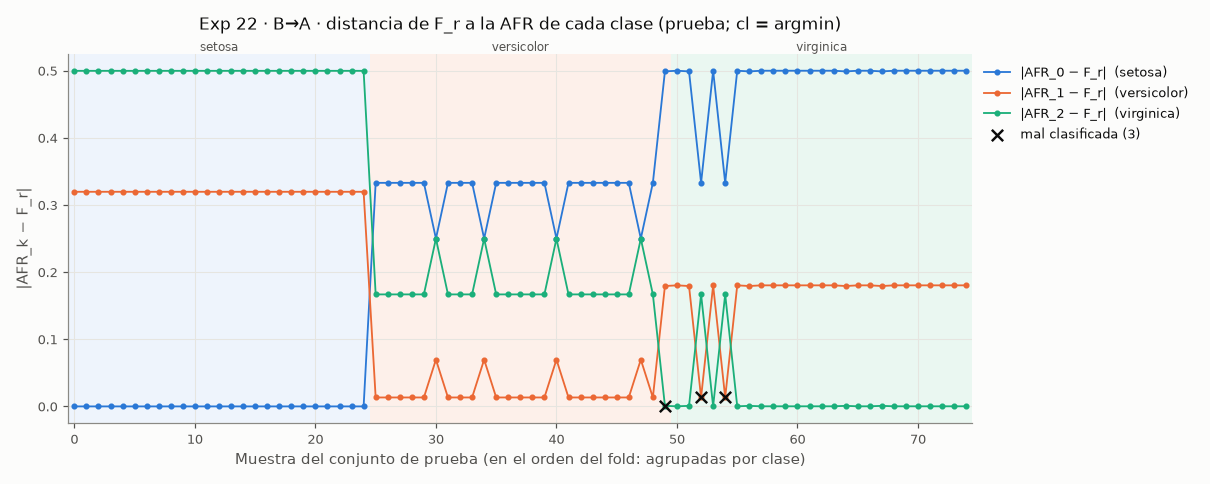 Exp 22 · B→A · distancia de F_r a la AFR de cada clase (prueba; cl = argmin)
setosa
versicolor
virginica
|AFR_k − F_r|
0.5
0.4
0.3
0.2
0.1
0.0
0
10
20
30
40
50
60
70
Muestra del conjunto de prueba (en el orden del fold: agrupadas por clase)
|AFR_0 − F_r| (setosa)
|AFR_1 − F_r| (versicolor)
|AFR_2 − F_r| (virginica)
mal clasificada (3)